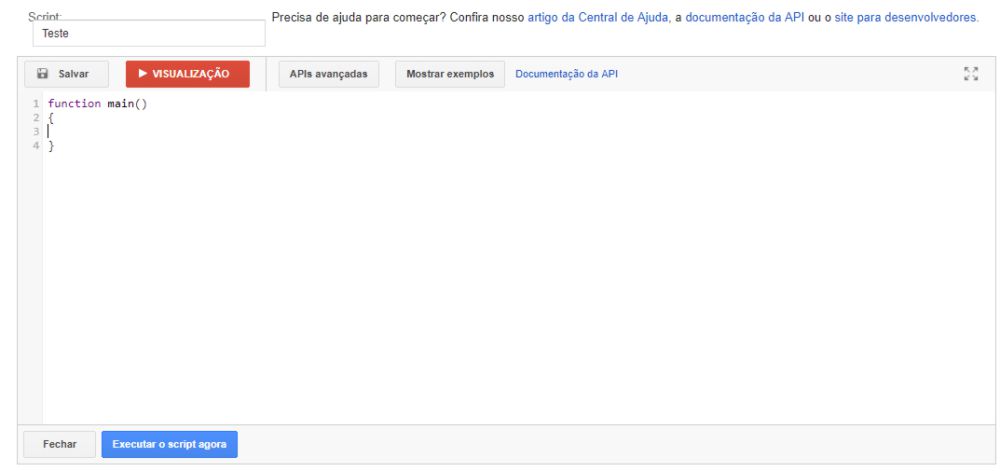 Script: Precisa de ajuda para começar? Confira nosso artigo da Central de Ajuda, a documentação da API ou o site para desenvolvedores.
Teste
Salvar VISUALIZAÇÃO APIs avançadas Mostrar exemplos Documentação da API
1 function main()
2 {
3
4 }
Fechar Executar o script agora